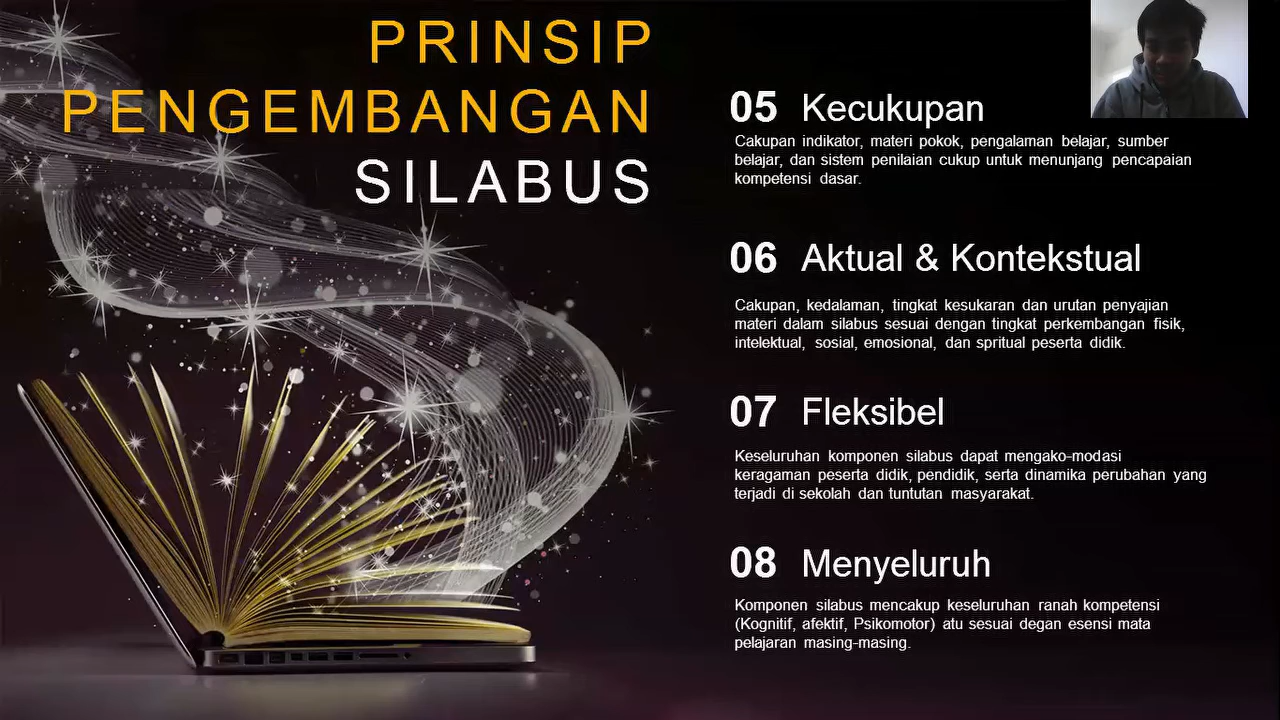 PRINSIP
PENGEMBANGAN
SILABUS
05 Kecukupan
Cakupan indikator, materi pokok, pengalaman belajar, sumber
belajar, dan sistem penilaian cukup untuk menunjang pencapaian
kompetensi dasar.
06 Aktual & Kontekstual
Cakupan, kedalaman, tingkat kesukaran dan urutan penyajian
materi dalam silabus sesuai dengan tingkat perkembangan fisik,
intelektual, sosial, emosional, dan spritual peserta didik.
07 Fleksibel
Keseluruhan komponen silabus dapat mengako-modasi
keragaman peserta didik, pendidik, serta dinamika perubahan yang
terjadi di sekolah dan tuntutan masyarakat.
08 Menyeluruh
Komponen silabus mencakup keseluruhan ranah kompetensi
(Kognitif, afektif, Psikomotor) atu sesuai degan esensi mata
pelajaran masing-masing.